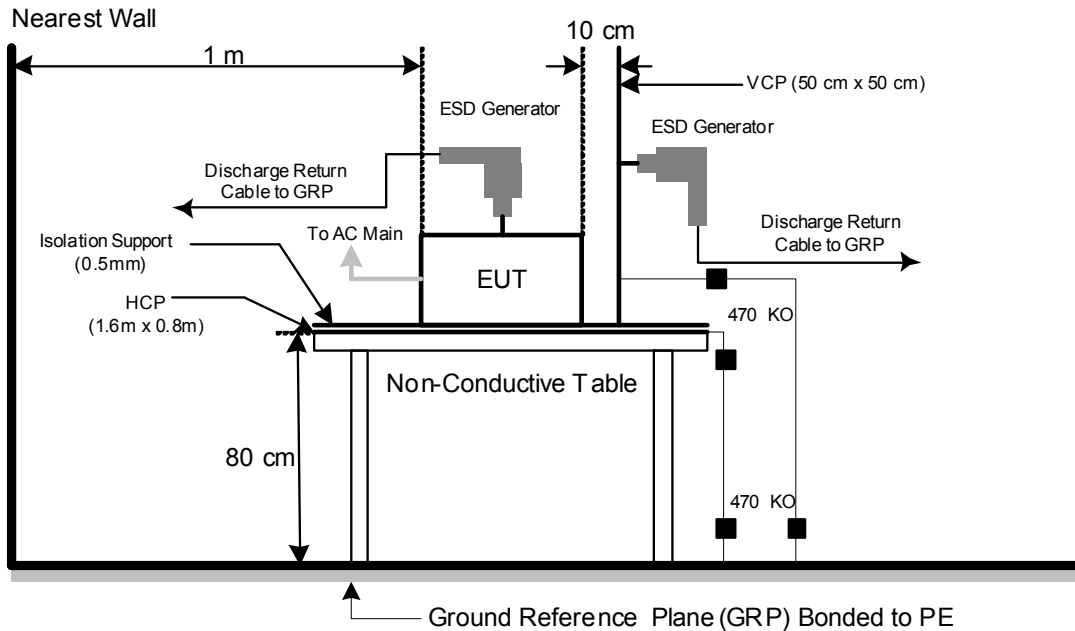 Nearest Wall
10 cm
1 m
VCP (50 cm x 50 cm)
ESD Generator
ESD Generator
Discharge Return
Cable to GRP
Discharge Return
Cable to GRP
To AC Main
Isolation Support
(0.5mm)
EUT
HCP
(1.6m x 0.8m)
470 KO
Non-Conductive Table
80 cm
470 KO
Ground Reference Plane (GRP) Bonded to PE